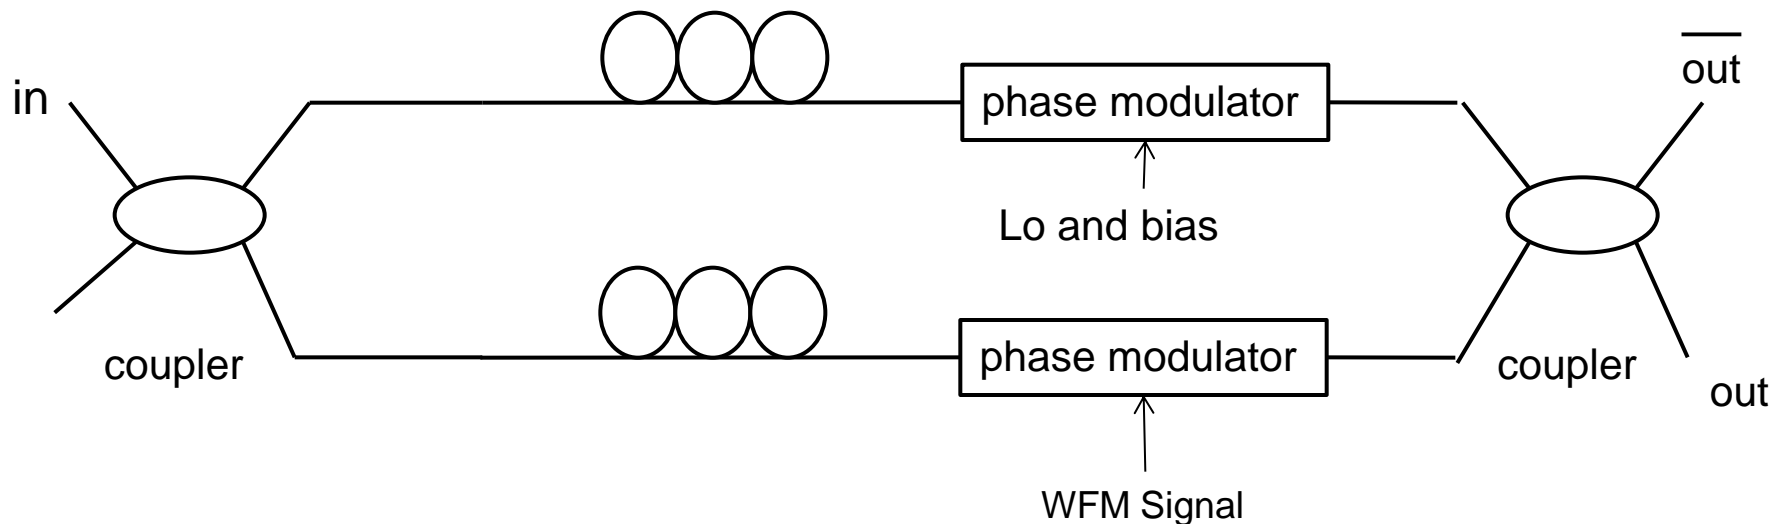 in
phase modulator
Lo and bias
out
coupler
phase modulator
coupler
out
WFM Signal